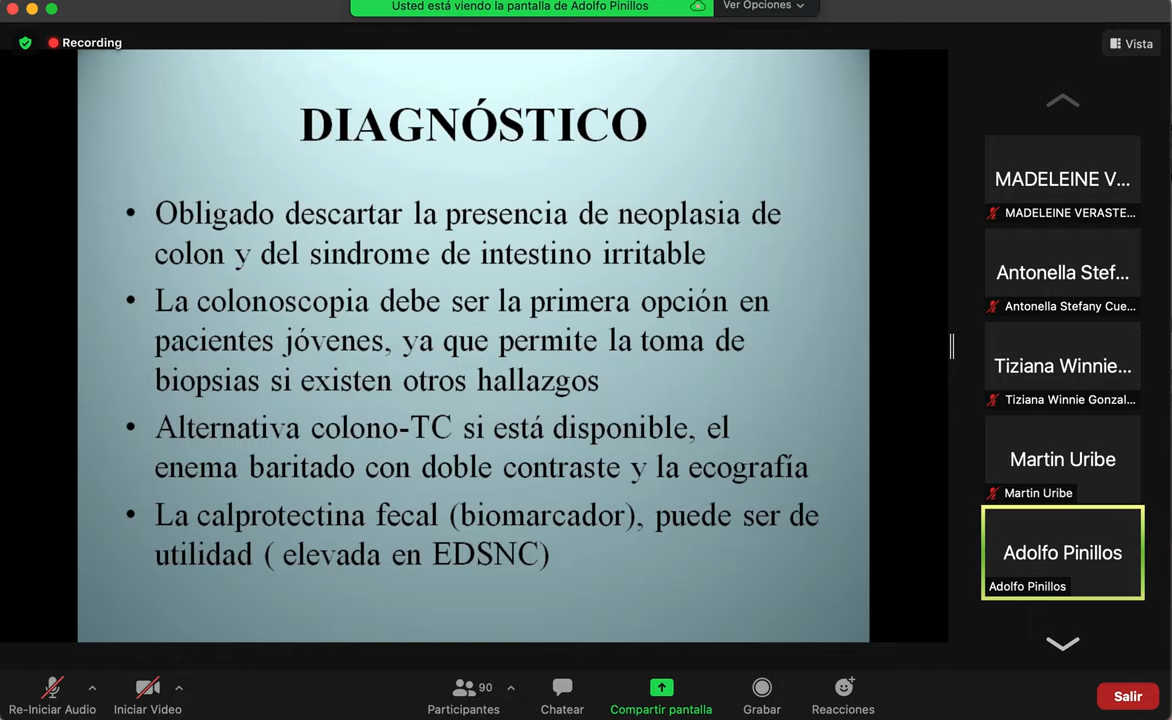 Usted está viendo la pantalla de Adolfo Pinillos
Ver Opciones
Recording
Vista
DIAGNÓSTICO
• Obligado descartar la presencia de neoplasia de
colon y del sindrome de intestino irritable
• La colonoscopia debe ser la primera opción en
pacientes jóvenes, ya que permite la toma de
biopsias si existen otros hallazgos
• Alternativa colono-TC si está disponible, el
enema baritado con doble contraste y la ecografía
• La calprotectina fecal (biomarcador), puede ser de
utilidad ( elevada en EDSNC)
MADELEINE V...
MADELEINE VERASTE...
Antonella Stef...
Antonella Stefany Cue...
Tiziana Winnie...
Tiziana Winnie Gonzal...
Martin Uribe
Martin Uribe
Adolfo Pinillos
Adolfo Pinillos
Re-Iniciar Audio
Iniciar Video
90
Participantes
Chatear
Compartir pantalla
Grabar
Reacciones
Salir